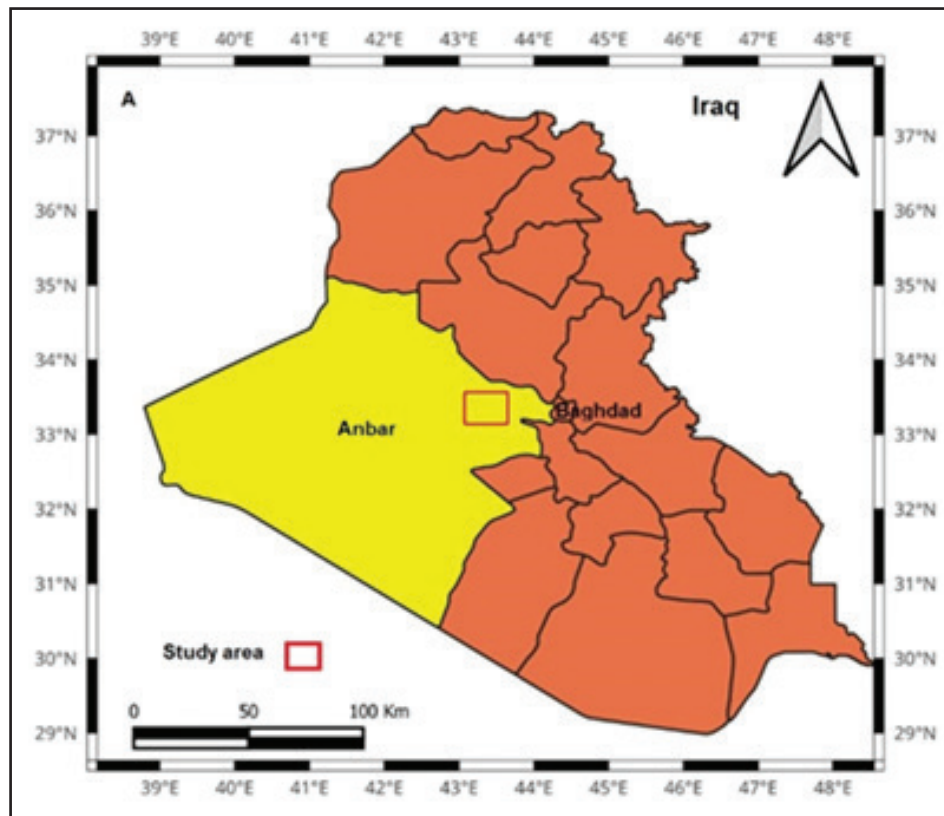 39°E 40°E 41°E 42°E 43°E 44°E 45°E 46°E 47°E 48°E
A
Iraq
37°N 37°N
36°N 36°N
35°N 35°N
34°N 34°N
Baghdad
Anbar
33°N 33°N
32°N 32°N
31°N 31°N
Study area
30°N 30°N
0 50 100 Km
29°N 29°N
39°E 40°E 41°E 42°E 43°E 44°E 45°E 46°E 47°E 48°E